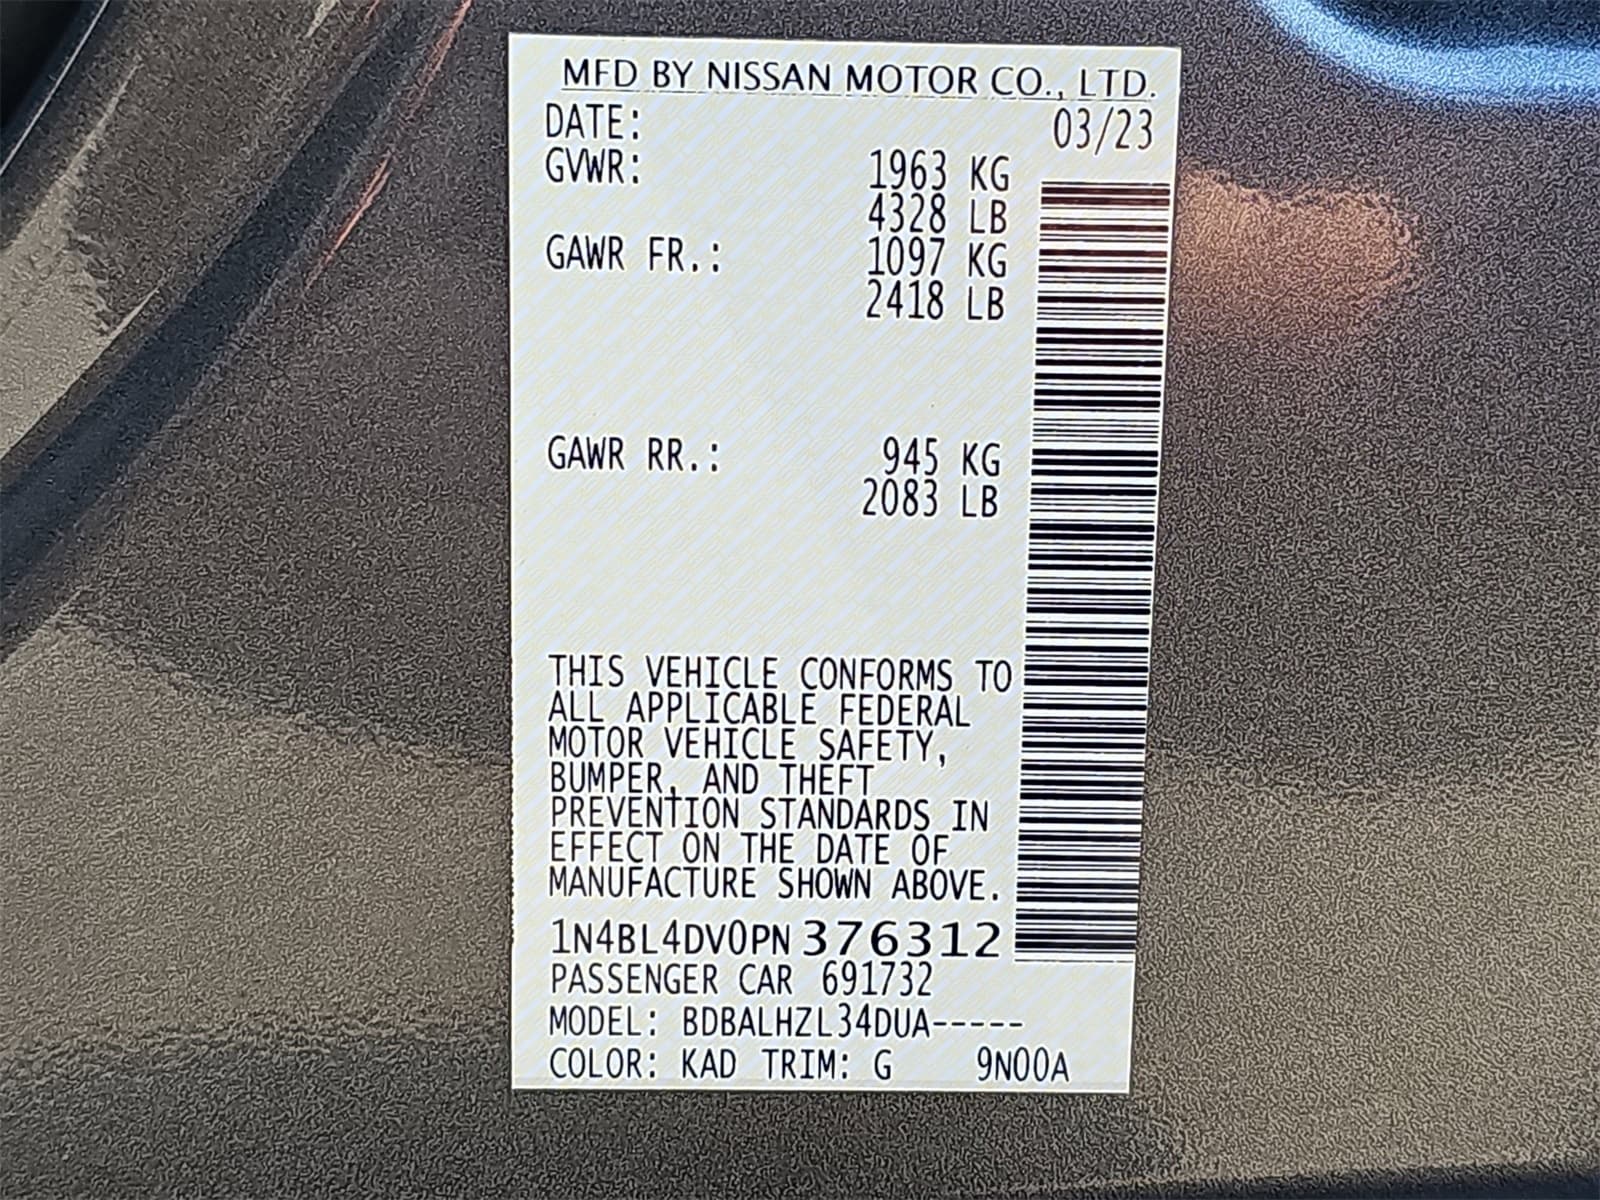 MFD BY NISSAN MOTOR CO., LTD.
DATE: 03/23
GVWR: 1963 KG
4328 LB
GAWR FR.: 1097 KG
2418 LB
GAWR RR.: 945 KG
2083 LB
THIS VEHICLE CONFORMS TO
ALL APPLICABLE FEDERAL
MOTOR VEHICLE SAFETY,
BUMPER, AND THEFT
PREVENTION STANDARDS IN
EFFECT ON THE DATE OF
MANUFACTURE SHOWN ABOVE.
1N4BL4DV0PN376312
PASSENGER CAR 691732
MODEL: BDBALHZL34DUA-----
COLOR: KAD TRIM: G 9N00A